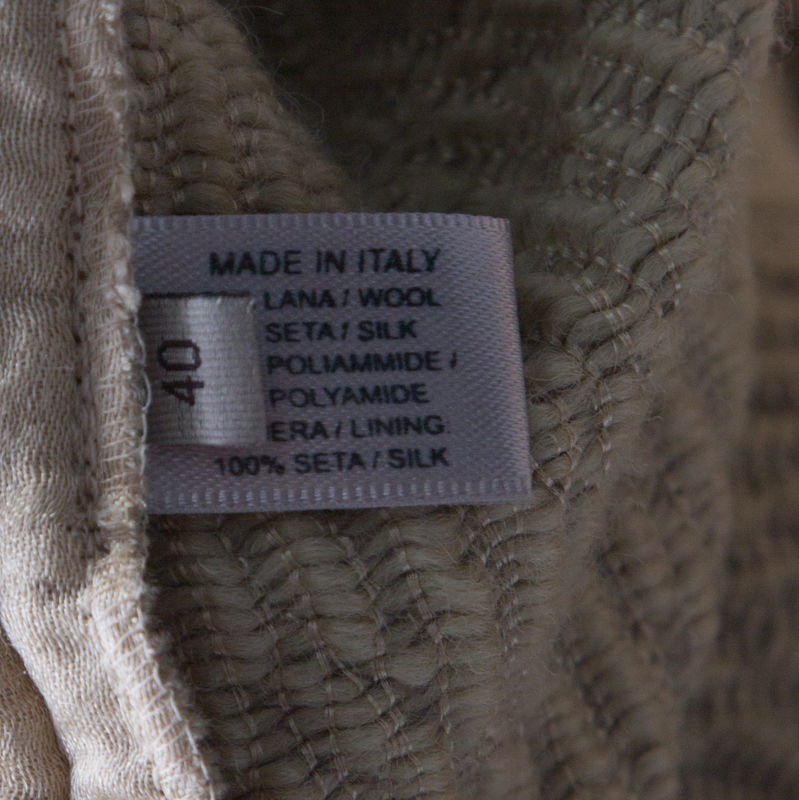 MADE IN ITALY
LANA / WOOL
SETA / SILK
POLIAMMIDE /
POLYAMIDE
ERA / LINING
100% SETA / SILK
40